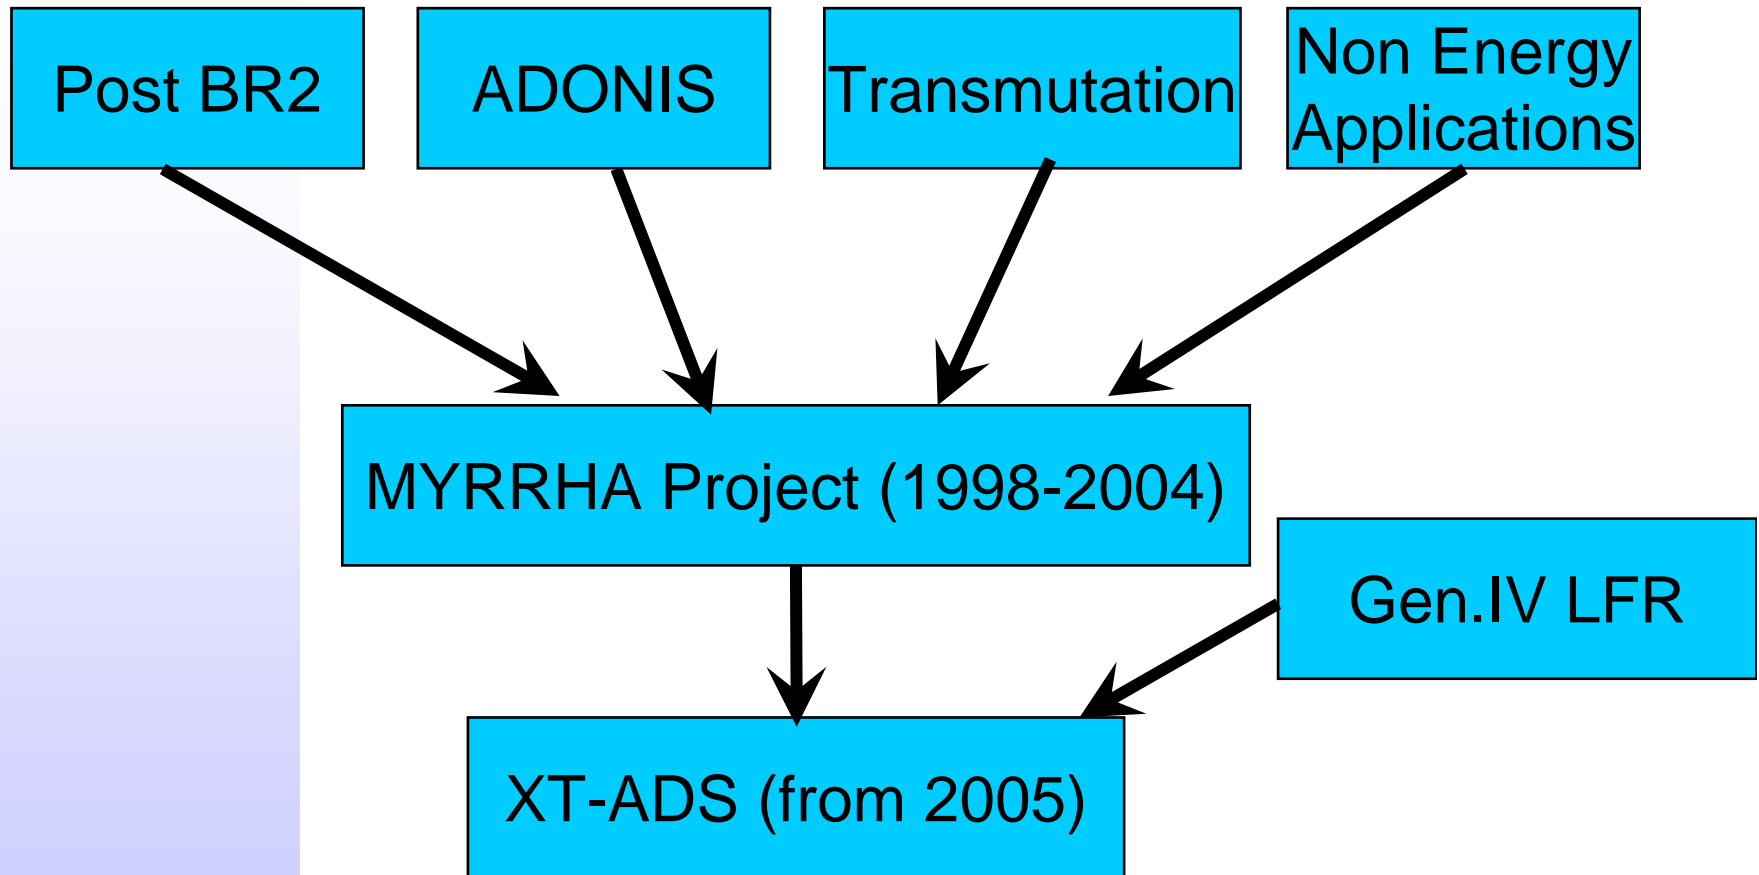 Post BR2
ADONIS
Transmutation
Non Energy
Applications
MYRRHA Project (1998-2004)
Gen.IV LFR
XT-ADS (from 2005)